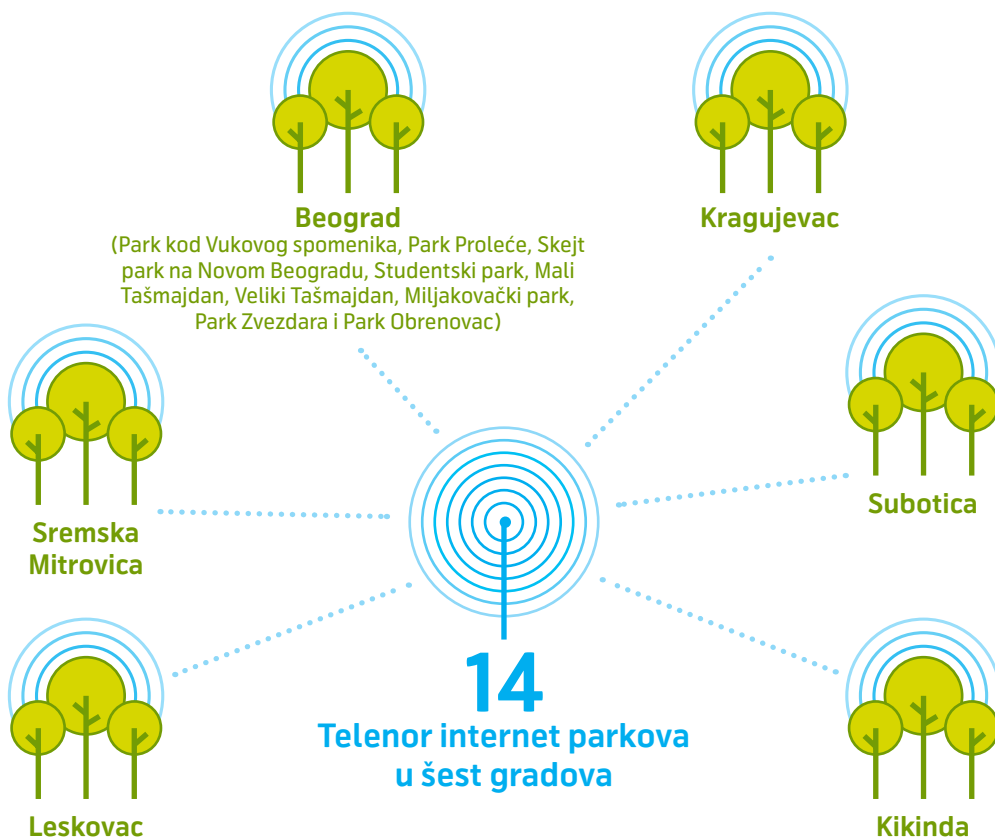 Beograd
(Park kod Vukovog spomenika, Park Proleće, Skejt
park na Novom Beogradu, Studentski park, Mali
Tašmajdan, Veliki Tašmajdan, Miljakovački park,
Park Zvezdara i Park Obrenovac)
Kragujevac
Sremska
Mitrovica
Subotica
14
Telenor internet parkova
u šest gradova
Leskovac
Kikinda